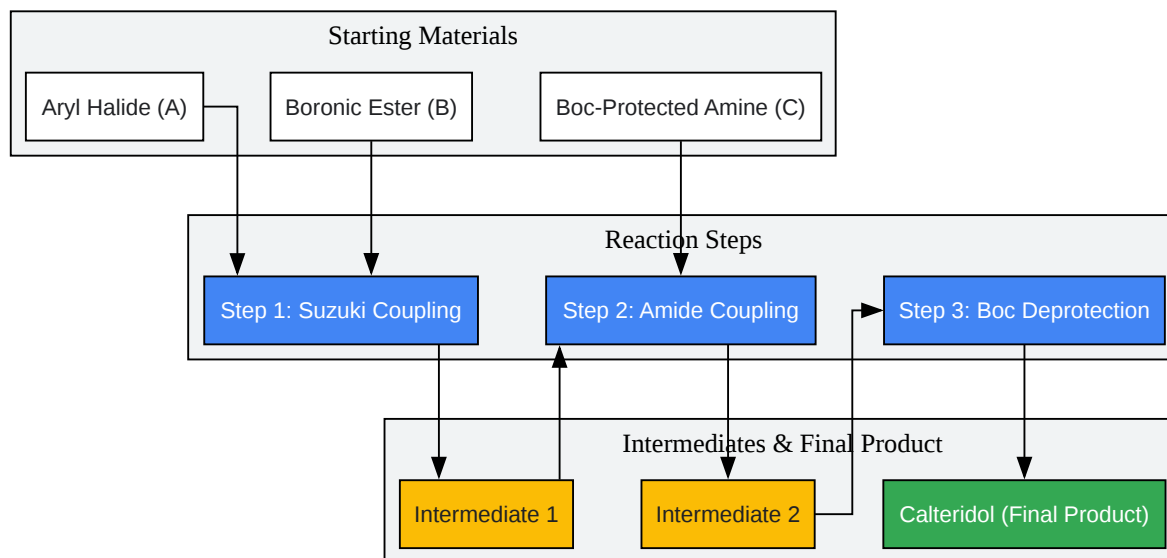 Starting Materials
Aryl Halide (A)
Boronic Ester (B)
Boc-Protected Amine (C)
Reaction Steps
Step 1: Suzuki Coupling
Step 2: Amide Coupling
Step 3: Boc Deprotection
Intermediates & Final Product
Intermediate 1
Intermediate 2
Calteridol (Final Product)